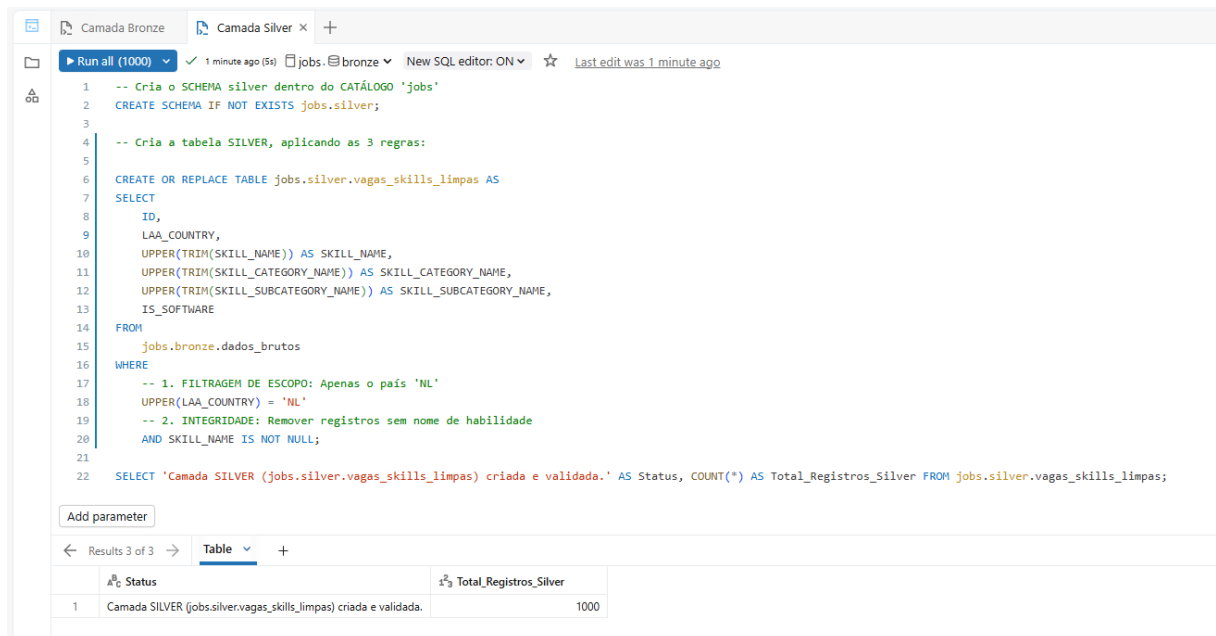 Camada Bronze Camada Silver × +
Run all (1000) 1 minute ago (5s) jobs. bronze New SQL editor: ON Last edit was 1 minute ago
1 -- Cria o SCHEMA silver dentro do CATÁLOGO 'jobs'
2 CREATE SCHEMA IF NOT EXISTS jobs.silver;
3
4 -- Cria a tabela SILVER, aplicando as 3 regras:
5
6 CREATE OR REPLACE TABLE jobs.silver.vagas_skills_limpas AS
7 SELECT
8 ID,
9 LAA_COUNTRY,
10 UPPER(TRIM(SKILL_NAME)) AS SKILL_NAME,
11 UPPER(TRIM(SKILL_CATEGORY_NAME)) AS SKILL_CATEGORY_NAME,
12 UPPER(TRIM(SKILL_SUBCATEGORY_NAME)) AS SKILL_SUBCATEGORY_NAME,
13 IS_SOFTWARE
14 FROM
15 jobs.bronze.dados_brutos
16 WHERE
17 -- 1. FILTRAGEM DE ESCOPO: Apenas o país 'NL'
18 UPPER(LAA_COUNTRY) = 'NL'
19 -- 2. INTEGRIDADE: Remover registros sem nome de habilidade
20 AND SKILL_NAME IS NOT NULL;
21
22 SELECT 'Camada SILVER (jobs.silver.vagas_skills_limpas) criada e validada.' AS Status, COUNT(*) AS Total_Registros_Silver FROM jobs.silver.vagas_skills_limpas;
Add parameter
← Results 3 of 3 → Table +
ABC Status 123 Total_Registros_Silver
1 Camada SILVER (jobs.silver.vagas_skills_limpas) criada e validada. 1000